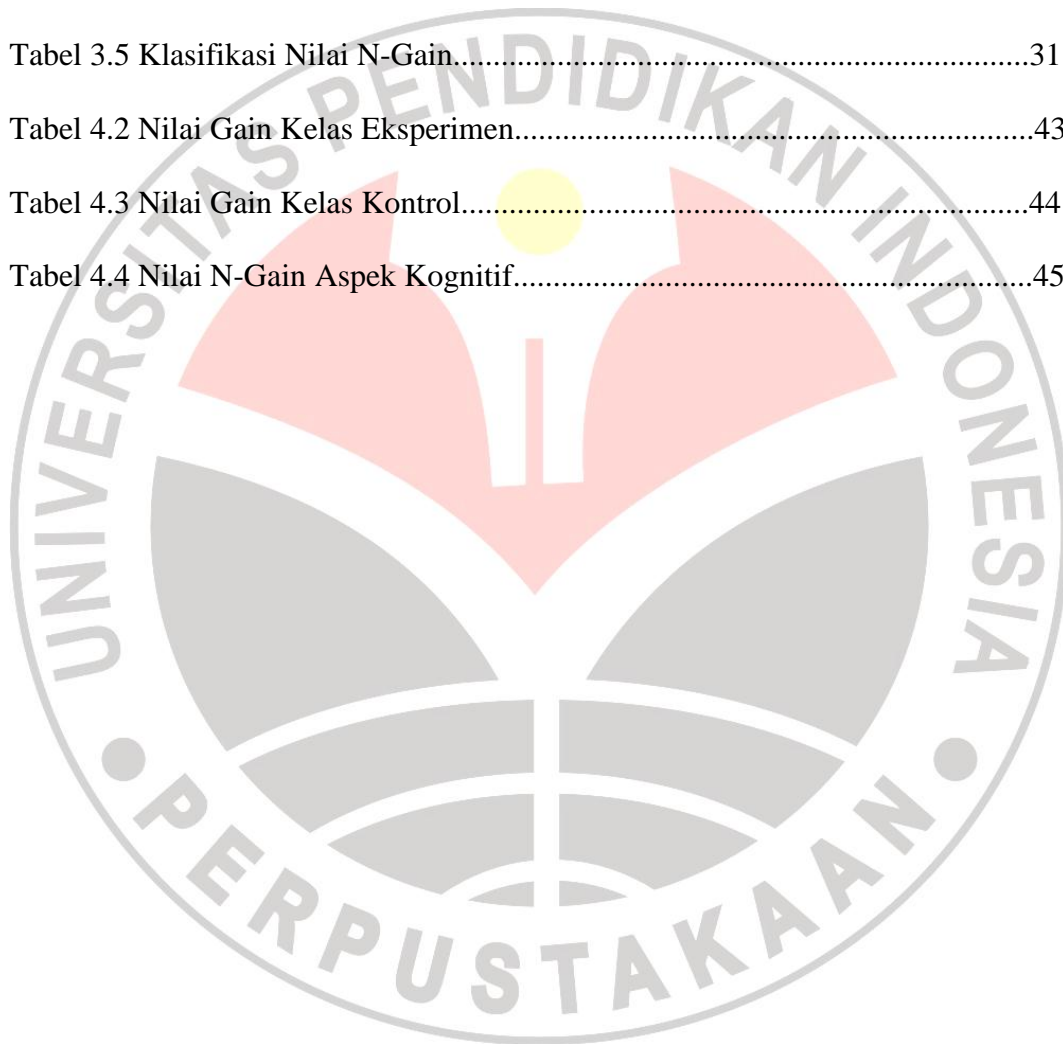 Tabel 3.5 Klasifikasi Nilai N-Gain........................................................................31
Tabel 4.2 Nilai Gain Kelas Eksperimen.................................................................43
Tabel 4.3 Nilai Gain Kelas Kontrol.......................................................................44
Tabel 4.4 Nilai N-Gain Aspek Kognitif.................................................................45
UNIVERSITAS PENDIDIKAN INDONESIA
PERPUSTAKAAN